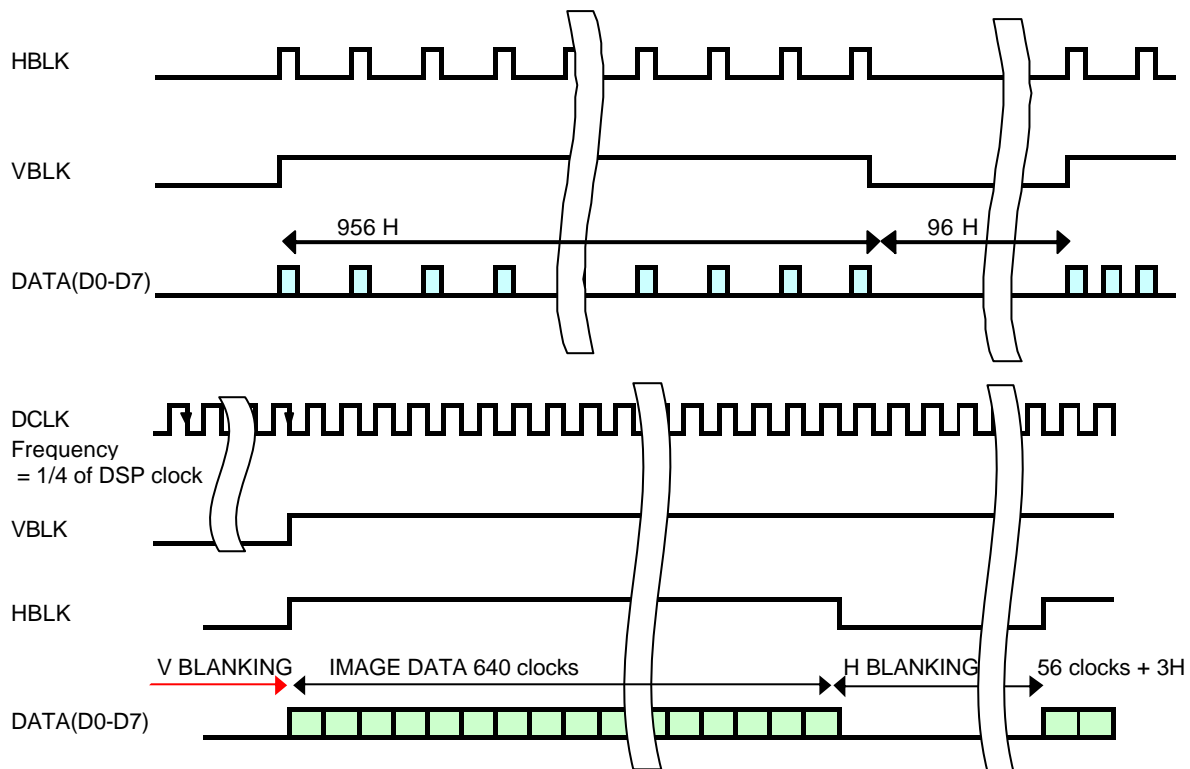 HBLK
VBLK
956 H
96 H
DATA(D0-D7)
DCLK
Frequency
= 1/4 of DSP clock
VBLK
HBLK
V BLANKING
IMAGE DATA 640 clocks
H BLANKING
56 clocks + 3H
DATA(D0-D7)